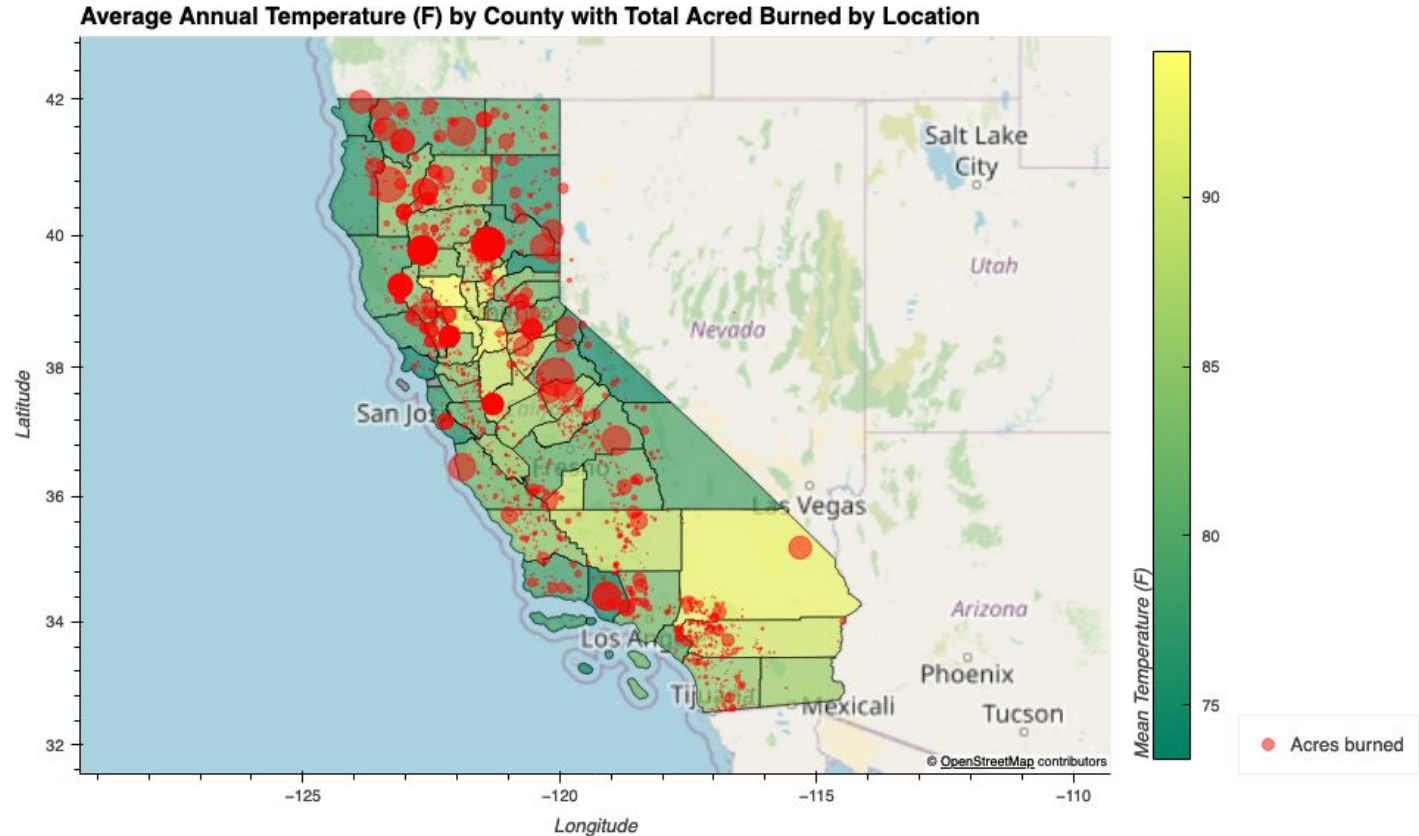 Average Annual Temperature (F) by County with Total Acred Burned by Location
42
40
38
36
34
32
Latitude
Salt Lake
City
Utah
Nevada
San Jos
Fresno
Las Vegas
Arizona
Los Ang
Phoenix
Tijuana
Mexicali
Tucson
© OpenStreetMap contributors
−125
−120
−115
−110
Longitude
90
85
80
75
Mean Temperature (F)
Acres burned